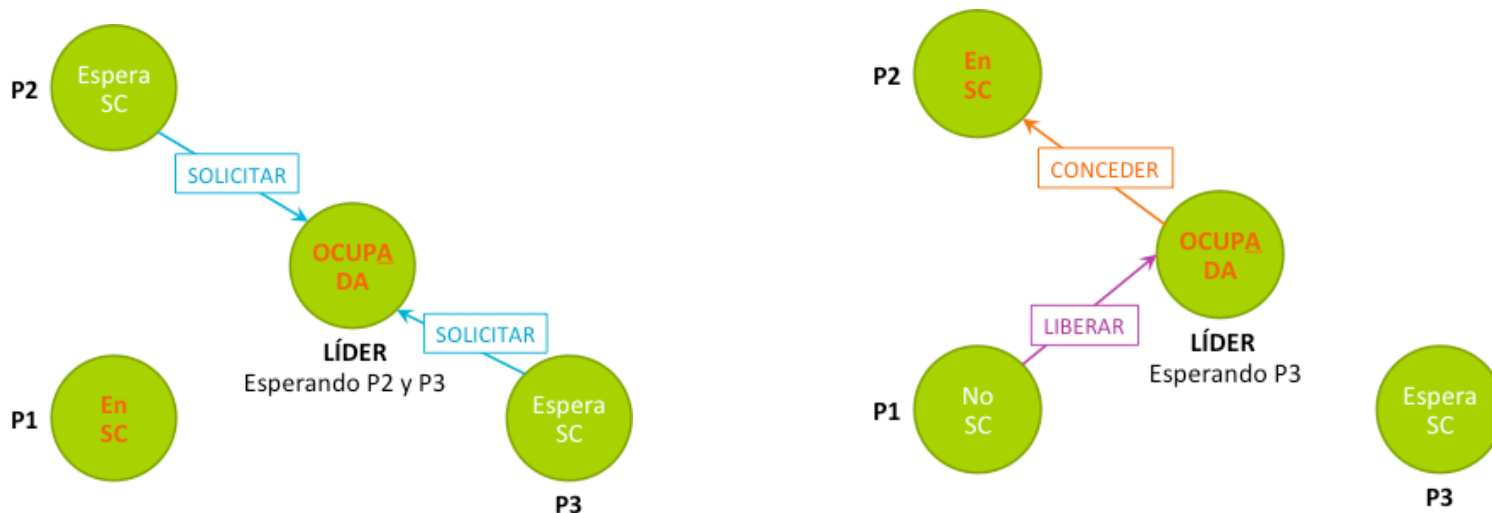 P2
Espera
SC
SOLICITAR
OCUPA
DA
SOLICITAR
LÍDER
Esperando P2 y P3
P1
En
SC
Espera
SC
P3
P2
En
SC
CONCEDER
OCUPA
DA
LIBERAR
LÍDER
Esperando P3
P1
No
SC
Espera
SC
P3